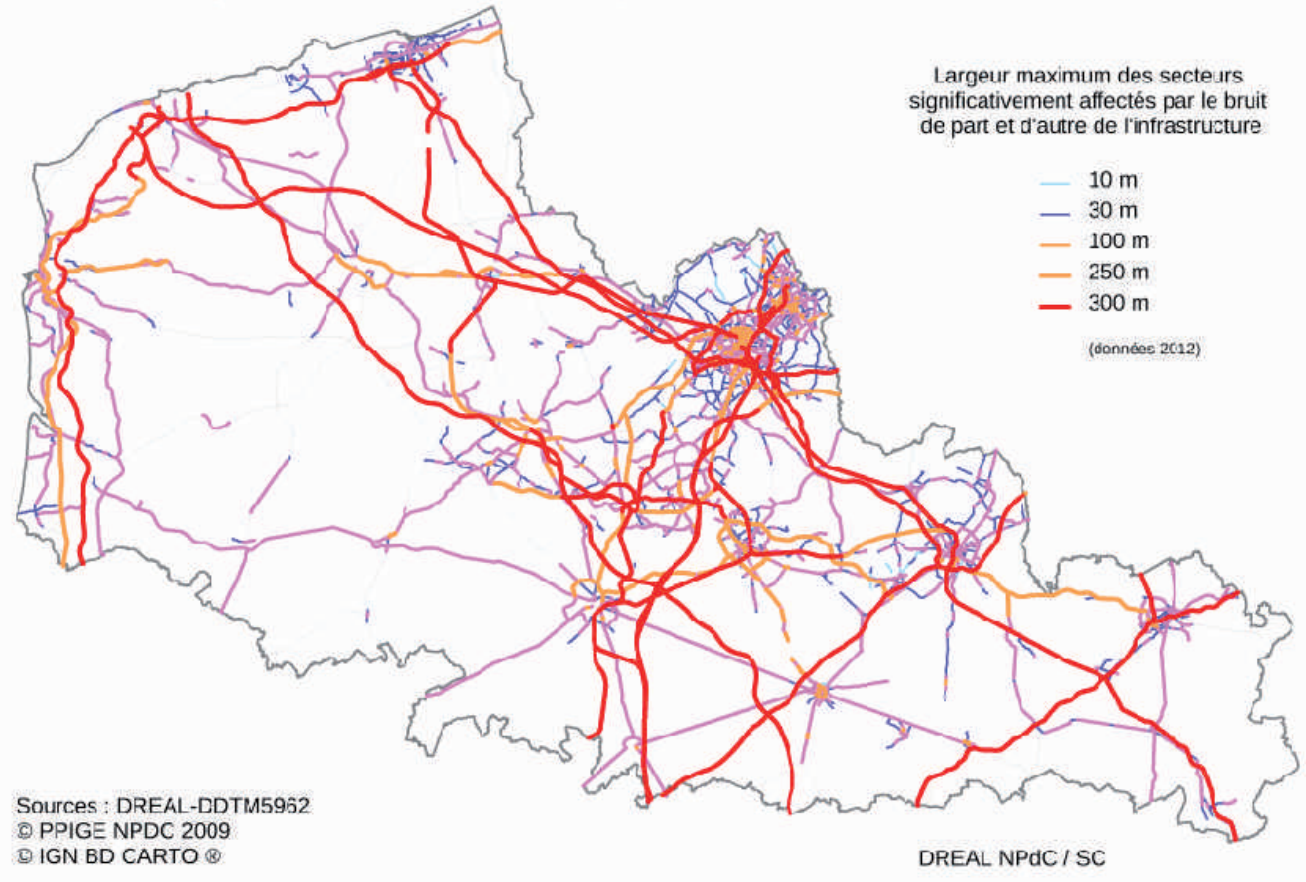 Largeur maximum des secteurs
significativement affectés par le bruit
de part et d'autre de l'infrastructure
10 m
30 m
100 m
250 m
300 m
(données 2012)
Sources : DREAL-DDTM5962
© PPIGE NPDC 2009
© IGN BD CARTO ®
DREAL NPdC / SC